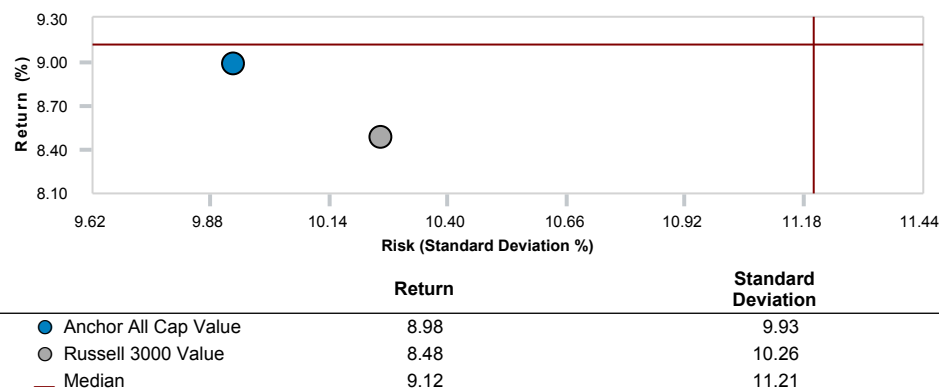 9.30
9.00
8.70
8.40
8.10
Return (%)
9.62 9.88 10.14 10.40 10.66 10.92 11.18 11.44
Risk (Standard Deviation %)
Return Standard Deviation
Anchor All Cap Value 8.98 9.93
Russell 3000 Value 8.48 10.26
Median 9.12 11.21